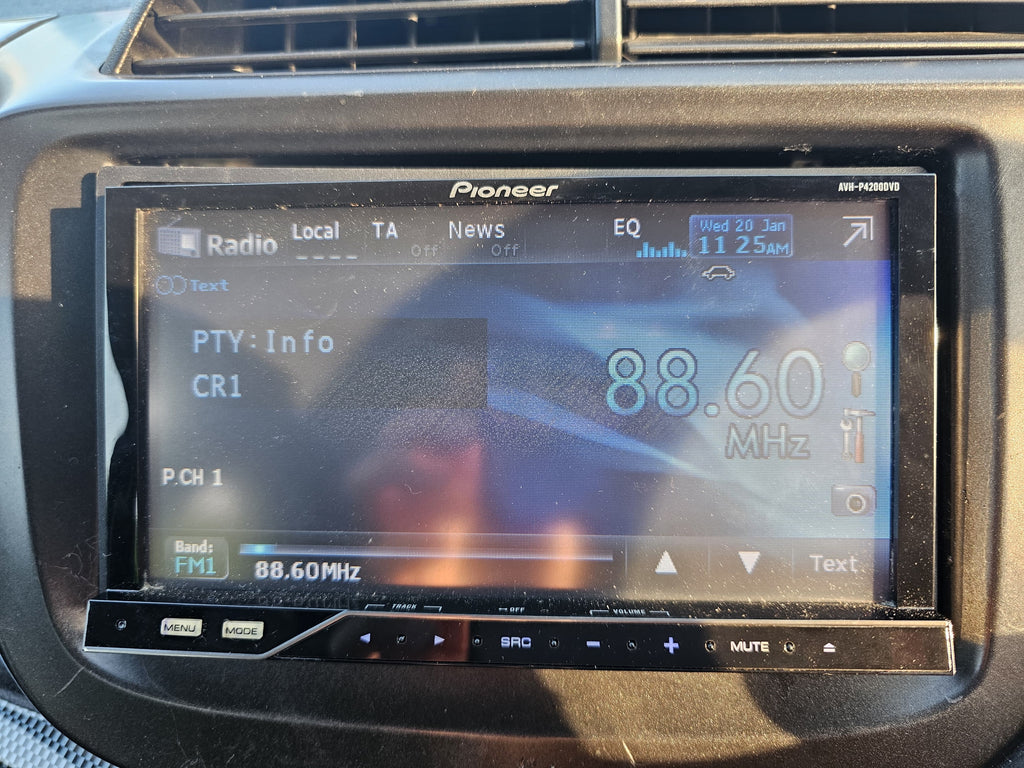 Pioneer
AVH-P4200DVD
Radio Local TA Off News Off EQ Wed 20 Jan
11 25AM
Text
PTY:Info
CR1
88.60
MHz
P.CH 1
Band:
FM1 88.60MHz Text
TRACK OFF VOLUME
MENU MODE SRC MUTE